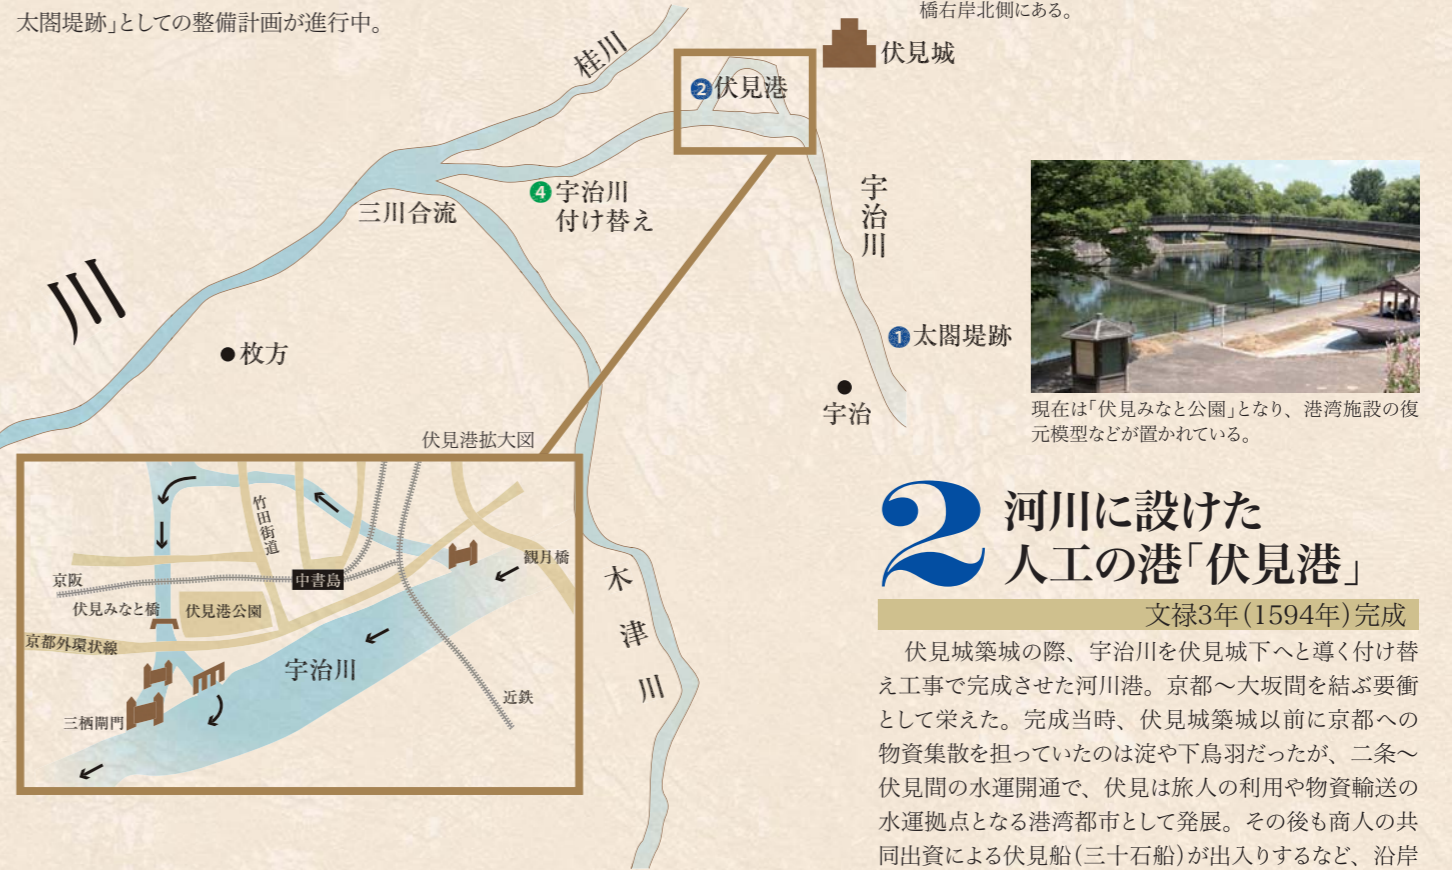 太閤堤跡」としての整備計画が進行中。
橋右岸北側にある。
桂川
伏見城
2 伏見港
4 宇治川
付け替え
三川合流
宇治川
川
枚方
1 太閤堤跡
宇治
現在は「伏見みなと公園」となり、港湾施設の復
元模型などが置かれている。
伏見港拡大図
竹田街道
観月橋
京阪
中書島
伏見みなと橋
伏見港公園
京都外環状線
宇治川
近鉄
三栖閘門
木津川
2 河川に設けた
人工の港「伏見港」
文禄3年(1594年)完成
伏見城築城の際、宇治川を伏見城下へと導く付け替
え工事で完成させた河川港。京都～大坂間を結ぶ要衝
として栄えた。完成当時、伏見城築城以前に京都への
物資集散を担っていたのは淀や下鳥羽だったが、二条～
伏見間の水運開通で、伏見は旅人の利用や物資輸送の
水運拠点となる港湾都市として発展。その後も商人の共
同出資による伏見船(三十石船)が出入りするなど、沿岸